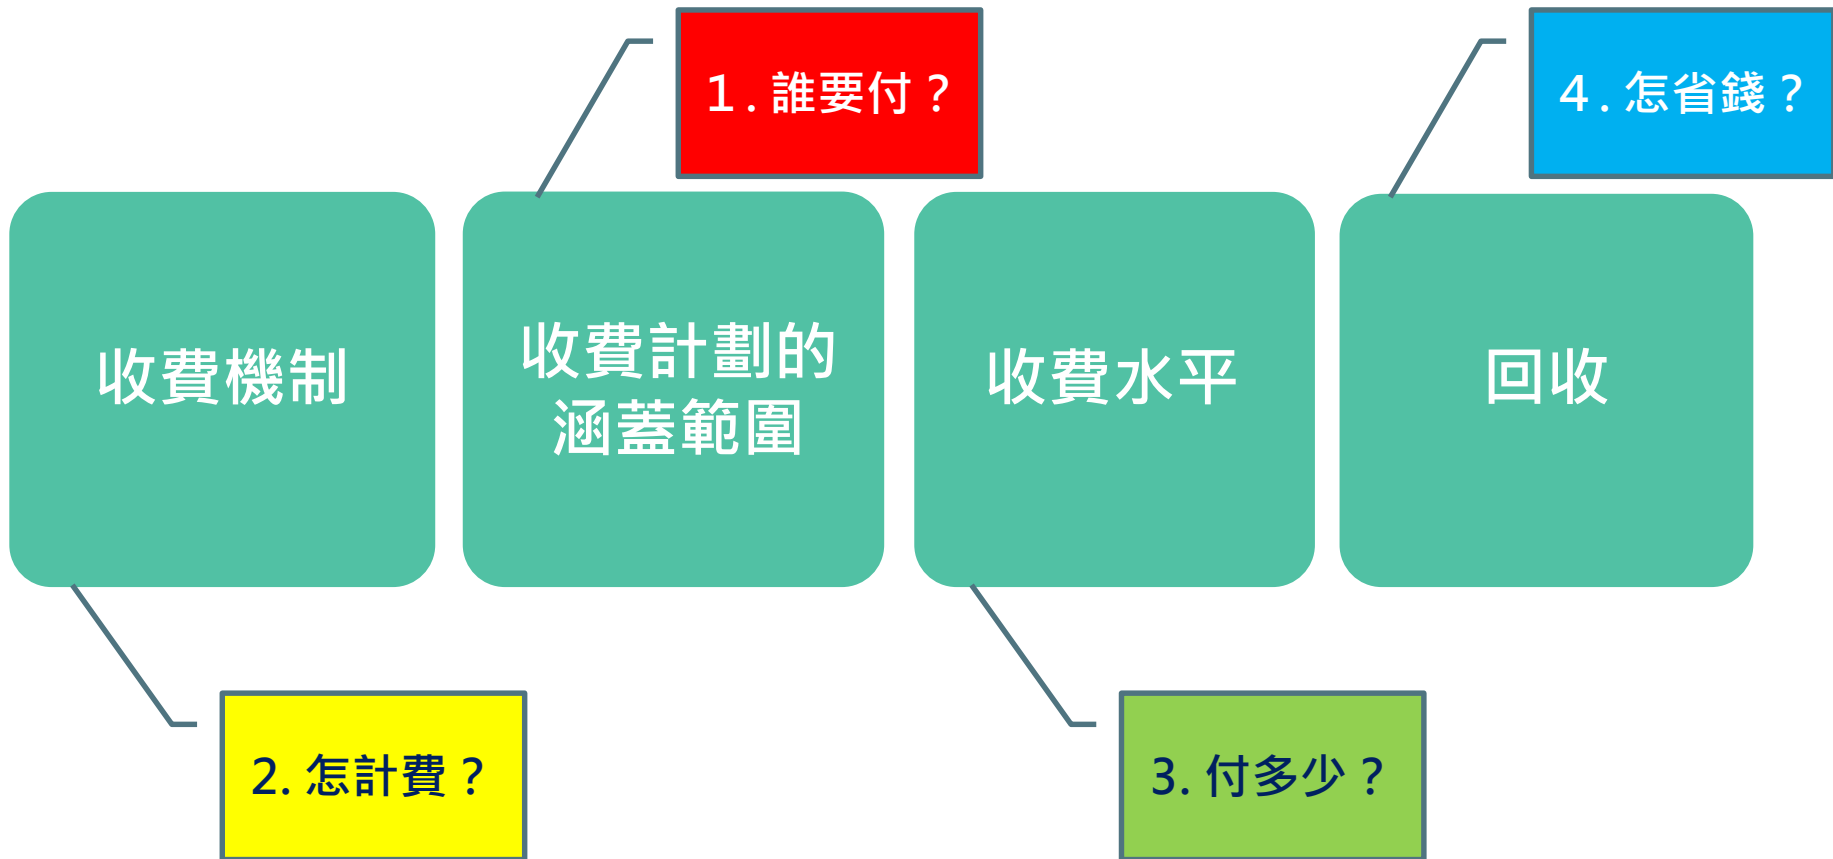 1.誰要付？
4.怎省錢？
收費機制
收費計劃的
涵蓋範圍
收費水平
回收
2.怎計費？
3.付多少？